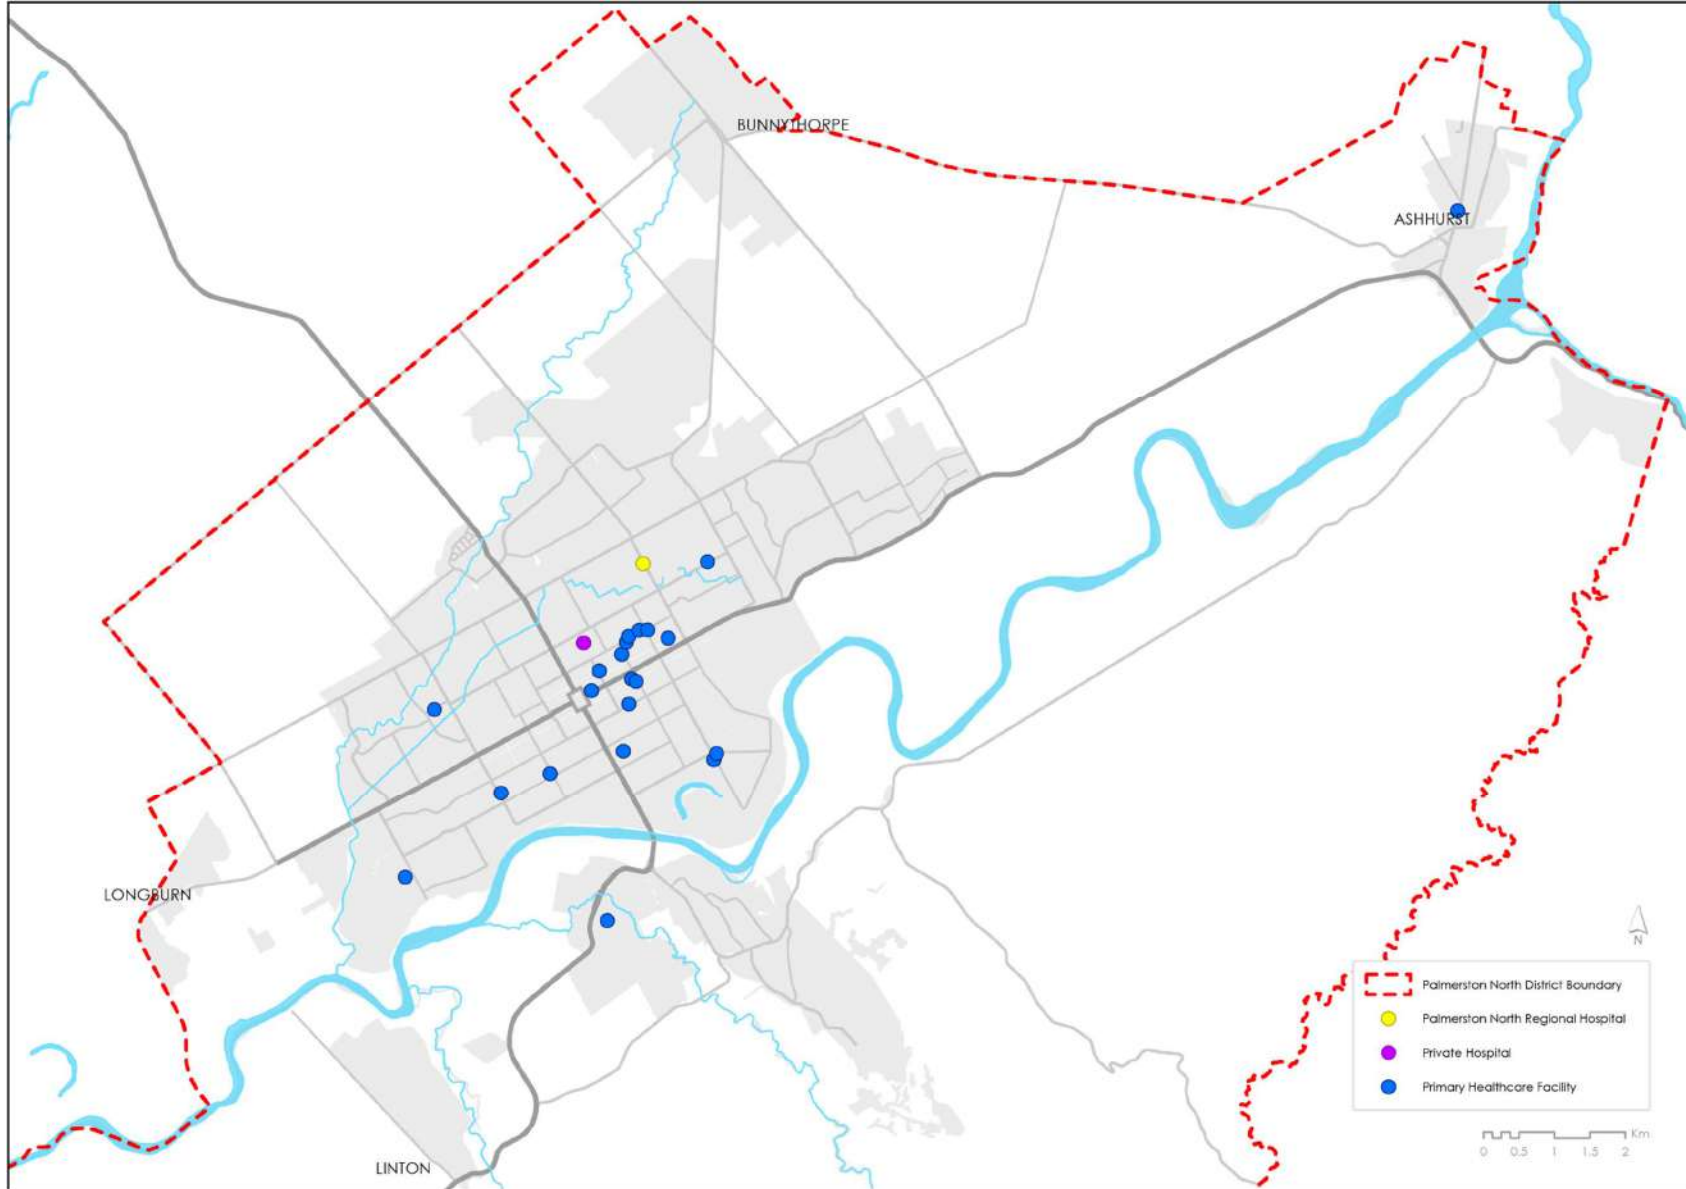 BUNNYTHORPE
ASHHURST
LONGBURN
LINTON
N
Palmerston North District Boundary
Palmerston North Regional Hospital
Private Hospital
Primary Healthcare Facility
Km
0 0.5 1 1.5 2